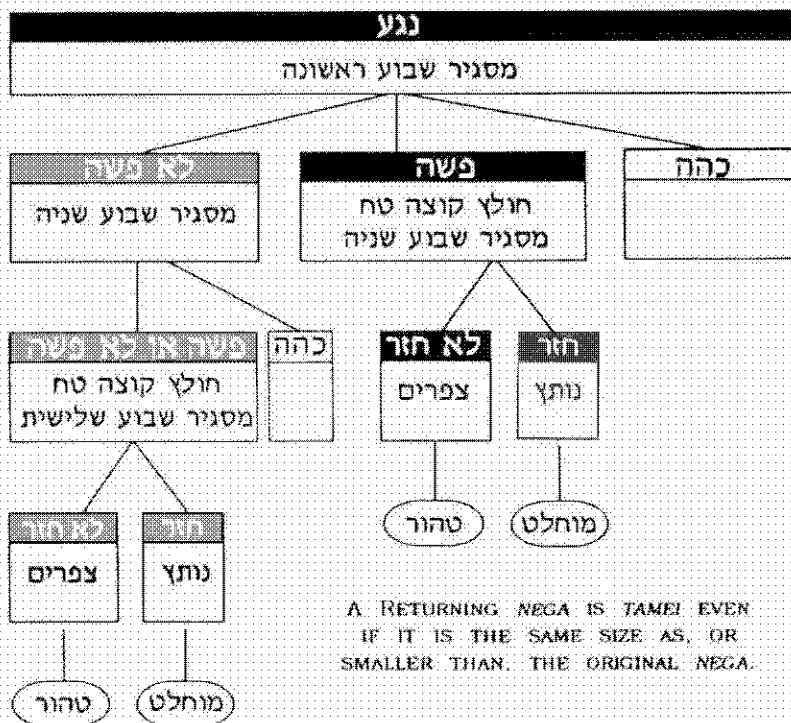 נגע
מסגיר שבוע ראשונה
כהה
פשה
חולץ קוצה טח
מסגיר שבוע שניה
לא פשה
מסגיר שבוע שניה
חזר
נותץ
לא חזר
צפרים
כהה
פשה או לא פשה
חולץ קוצה טח
מסגיר שבוע שלישית
מוחלט
טהור
חזר
נותץ
לא חזר
צפרים
מוחלט
טהור
A RETURNING NEGA IS TAMEI EVEN
IF IT IS THE SAME SIZE AS, OR
SMALLER THAN, THE ORIGINAL NEGA.